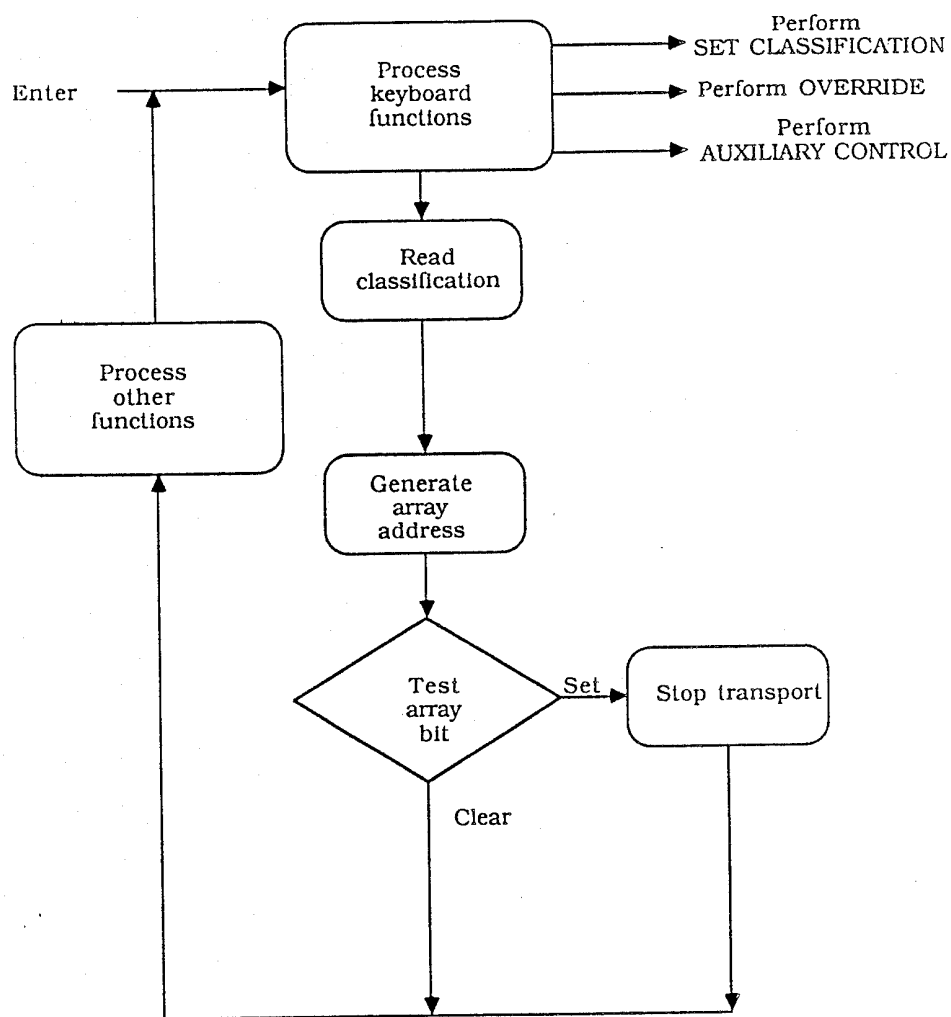 Enter
Process
keyboard
functions
Perform
SET CLASSIFICATION
Perform OVERRIDE
Perform
AUXILIARY CONTROL
Read
classification
Process
other
functions
Generate
array
address
Test
array
bit
Set
Stop transport
Clear